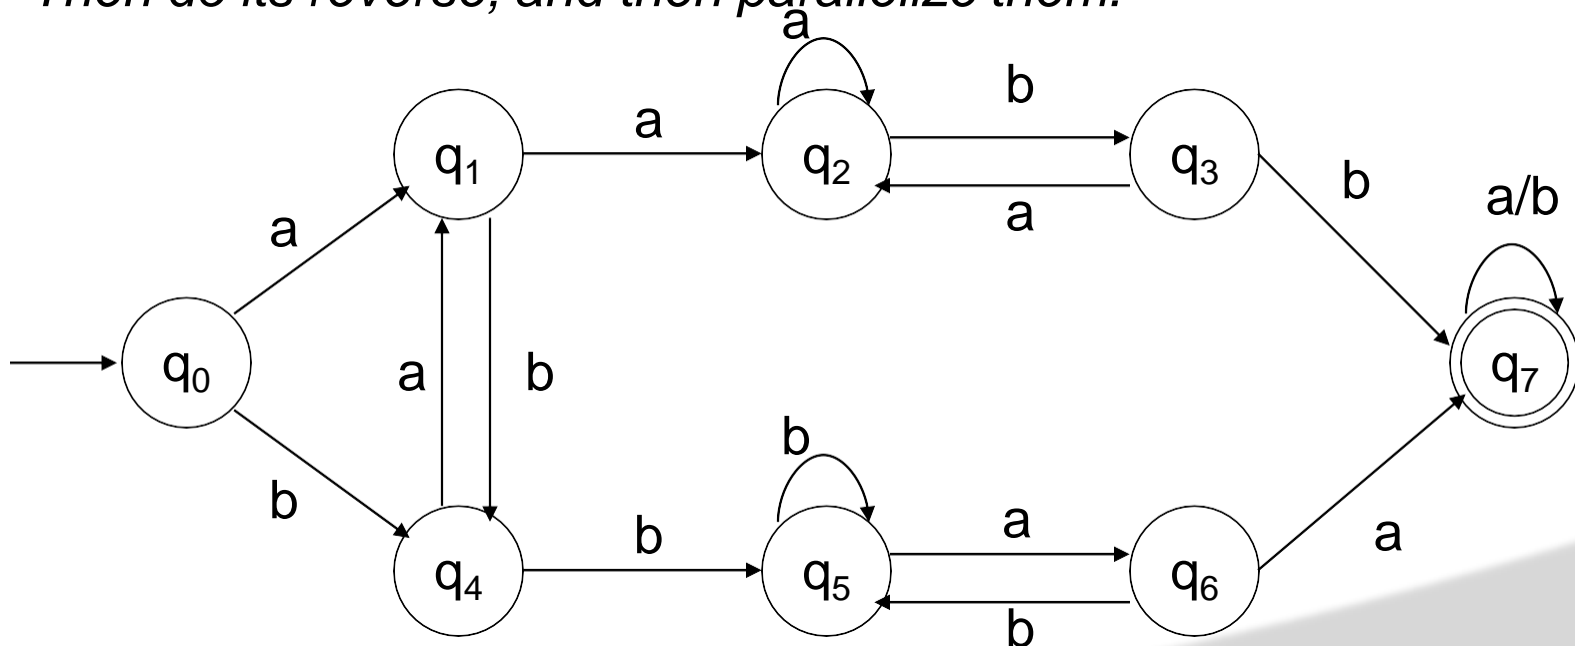 Then do its reverse, and then parallelize them.
a
b
a
q1
q2
q3
b
a/b
a
a
q0
a
b
q7
b
b
b
a
a
q4
q5
q6
b